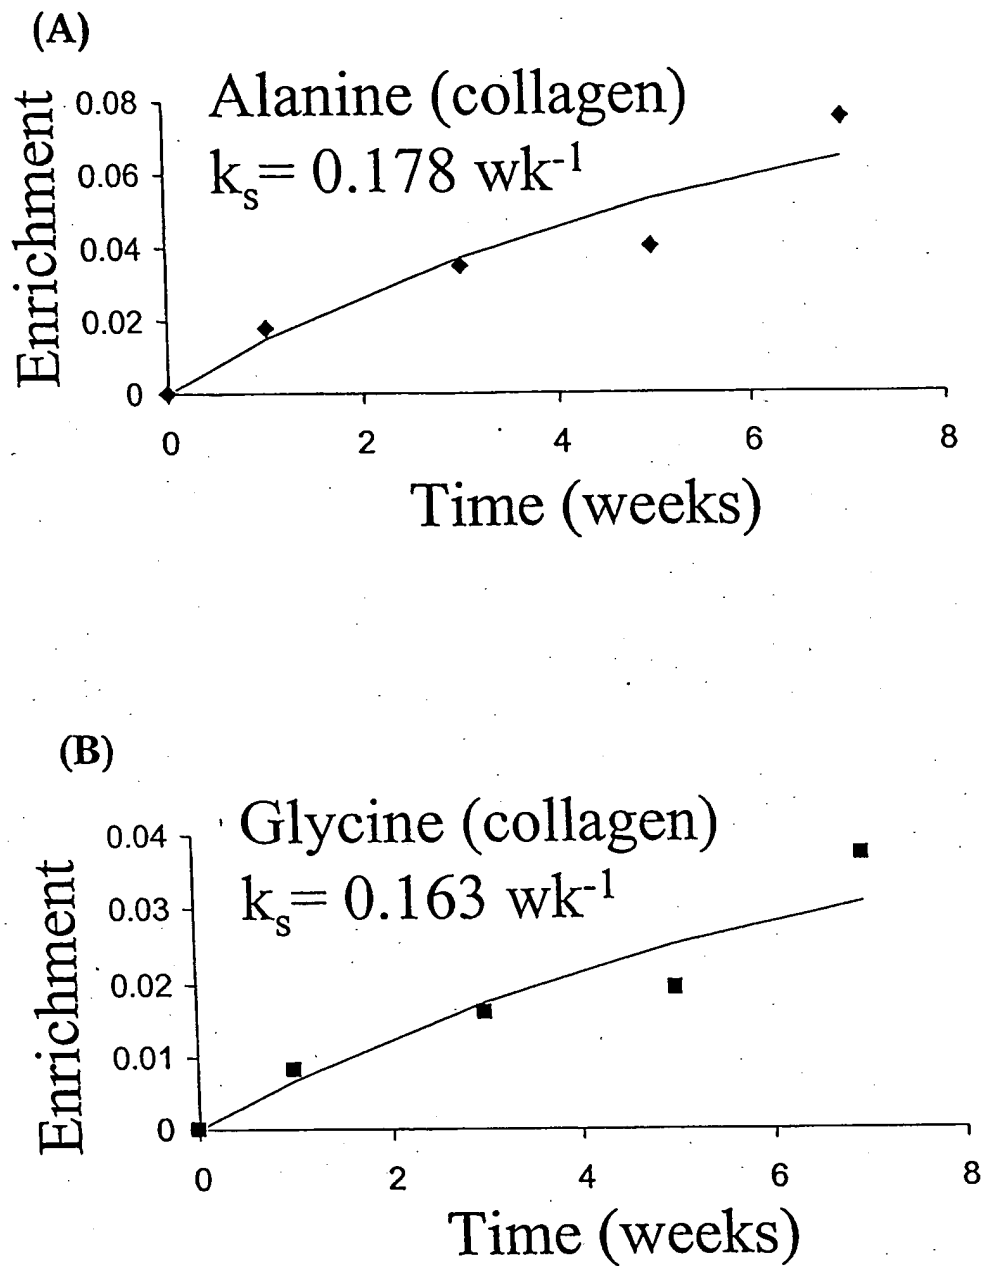 (A)
Alanine (collagen)
kₛ= 0.178 wk⁻¹
Enrichment
0.08
0.06
0.04
0.02
0
0 2 4 6 8
Time (weeks)
(B)
Glycine (collagen)
kₛ= 0.163 wk⁻¹
Enrichment
0.04
0.03
0.02
0.01
0
0 2 4 6 8
Time (weeks)